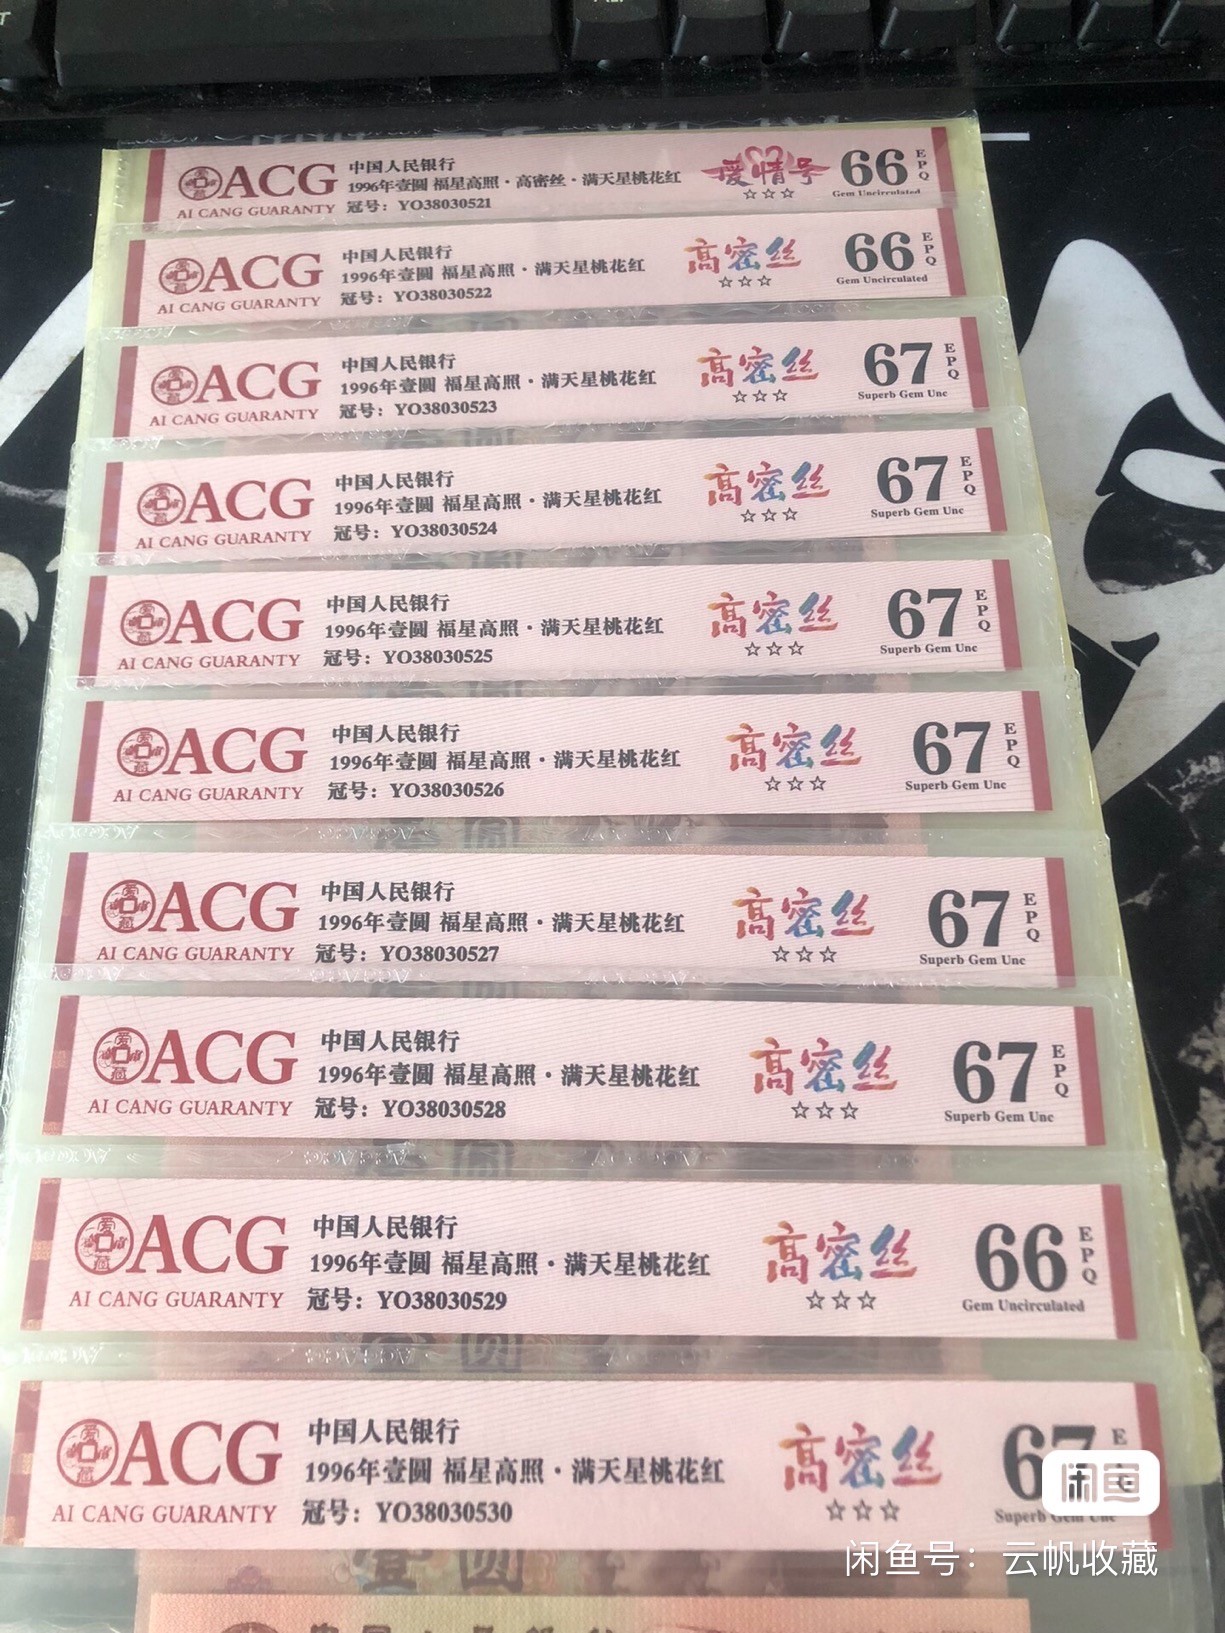 ACG
AI CANG GUARANTY
中国人民银行
1996年壹圆 福星高照·高密丝·满天星桃花红
冠号：YO38030521
爱情号
☆☆☆
66
EPQ
Gem Uncirculated
ACG
AI CANG GUARANTY
中国人民银行
1996年壹圆 福星高照·满天星桃花红
冠号：YO38030522
高密丝
☆☆☆
66
EPQ
Gem Uncirculated
ACG
AI CANG GUARANTY
中国人民银行
1996年壹圆 福星高照·满天星桃花红
冠号：YO38030523
高密丝
☆☆☆
67
EPQ
Superb Gem Unc
ACG
AI CANG GUARANTY
中国人民银行
1996年壹圆 福星高照·满天星桃花红
冠号：YO38030524
高密丝
☆☆☆
67
EPQ
Superb Gem Unc
ACG
AI CANG GUARANTY
中国人民银行
1996年壹圆 福星高照·满天星桃花红
冠号：YO38030525
高密丝
☆☆☆
67
EPQ
Superb Gem Unc
ACG
AI CANG GUARANTY
中国人民银行
1996年壹圆 福星高照·满天星桃花红
冠号：YO38030526
高密丝
☆☆☆
67
EPQ
Superb Gem Unc
ACG
AI CANG GUARANTY
中国人民银行
1996年壹圆 福星高照·满天星桃花红
冠号：YO38030527
高密丝
☆☆☆
67
EPQ
Superb Gem Unc
ACG
AI CANG GUARANTY
中国人民银行
1996年壹圆 福星高照·满天星桃花红
冠号：YO38030528
高密丝
☆☆☆
67
EPQ
Superb Gem Unc
ACG
AI CANG GUARANTY
中国人民银行
1996年壹圆 福星高照·满天星桃花红
冠号：YO38030529
高密丝
☆☆☆
66
EPQ
Gem Uncirculated
ACG
AI CANG GUARANTY
中国人民银行
1996年壹圆 福星高照·满天星桃花红
冠号：YO38030530
高密丝
☆☆☆
67
E
Superb Gem Unc
闲鱼
闲鱼号：云帆收藏
壹圆